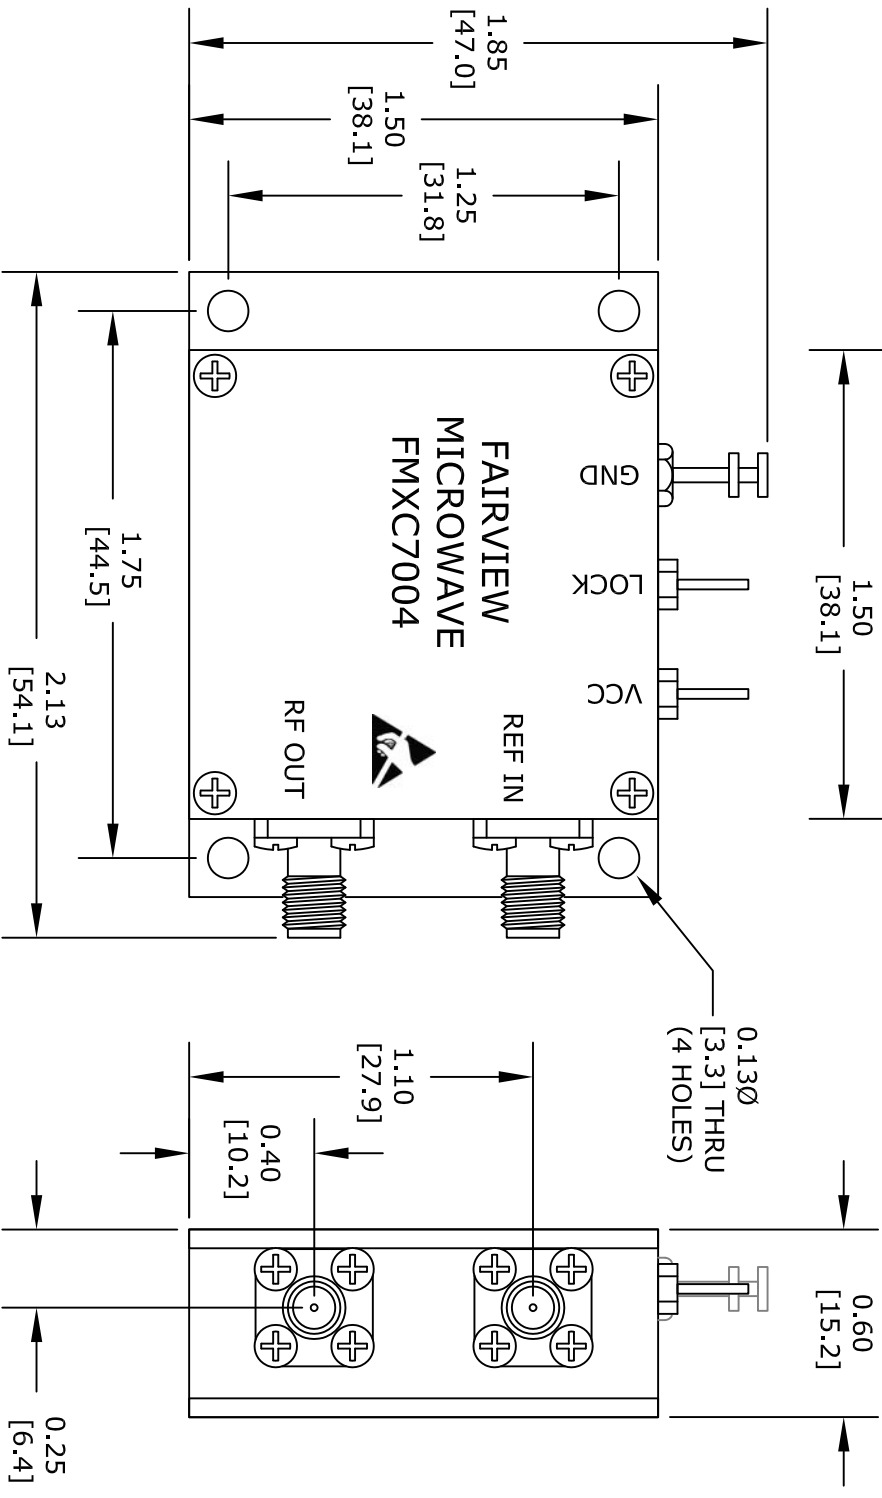 1.85
[47.0]
1.50
[38.1]
1.25
[31.8]
1.50
[38.1]
GND
LOCK
VCC
FAIRVIEW
MICROWAVE
FMXC7004
REF IN
RF OUT
1.75
[44.5]
2.13
[54.1]
0.13Ø
[3.3] THRU
(4 HOLES)
1.10
[27.9]
0.40
[10.2]
0.60
[15.2]
0.25
[6.4]